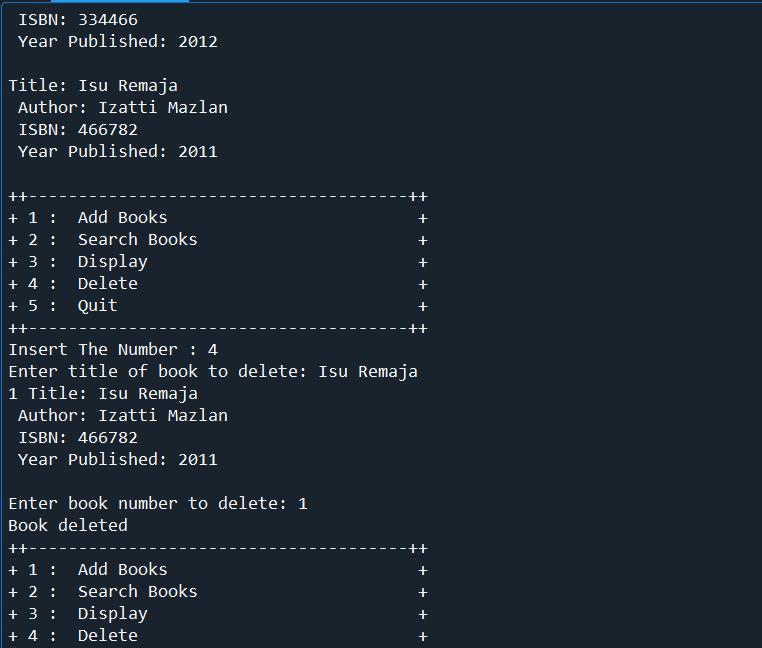 ISBN: 334466
Year Published: 2012
Title: Isu Remaja
Author: Izatti Mazlan
ISBN: 466782
Year Published: 2011
++--------------------------------------++
+ 1 :  Add Books                         +
+ 2 :  Search Books                      +
+ 3 :  Display                           +
+ 4 :  Delete                            +
+ 5 :  Quit                              +
++--------------------------------------++
Insert The Number : 4
Enter title of book to delete: Isu Remaja
1 Title: Isu Remaja
Author: Izatti Mazlan
ISBN: 466782
Year Published: 2011
Enter book number to delete: 1
Book deleted
++--------------------------------------++
+ 1 :  Add Books                         +
+ 2 :  Search Books                      +
+ 3 :  Display                           +
+ 4 :  Delete                            +